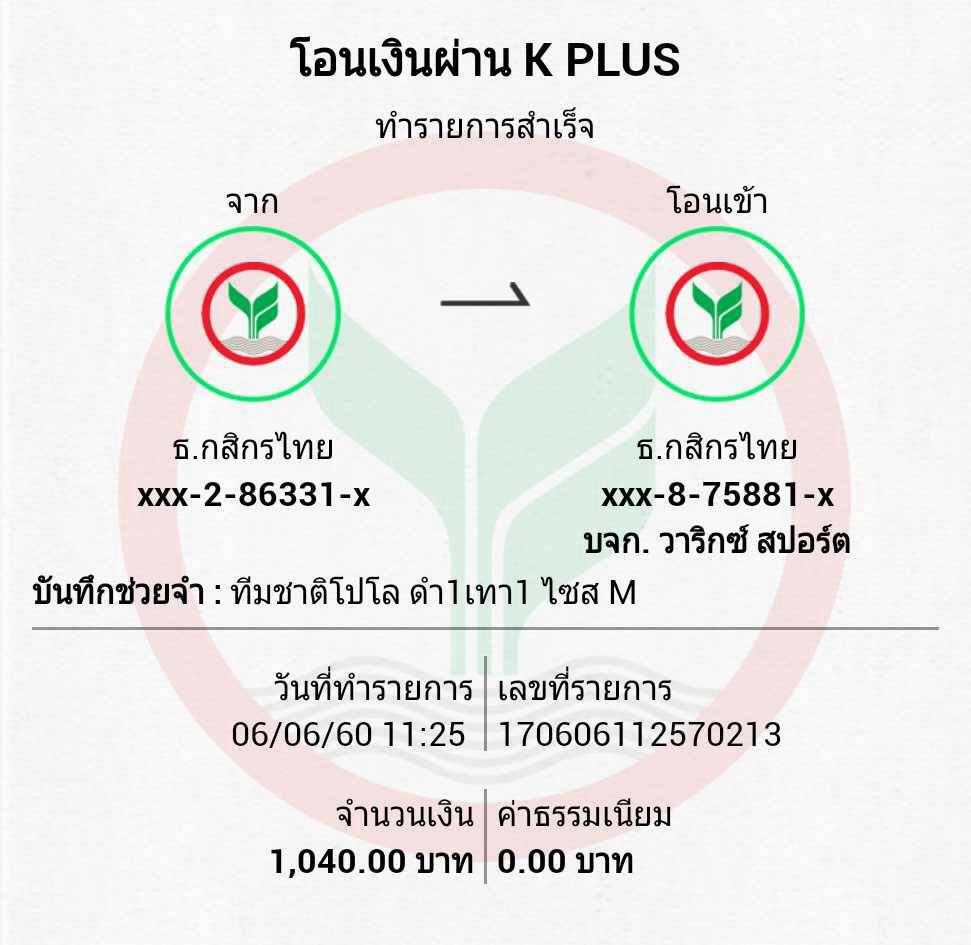 โอนเงินผ่าน K PLUS
ทำรายการสำเร็จ
จาก
โอนเข้า
ธ.กสิกรไทย
xxx-2-86331-x
ธ.กสิกรไทย
xxx-8-75881-x
บจก. วาริกซ์ สปอร์ต
บันทึกช่วยจำ : ทีมชาติโปโล ดำ1เทา1 ไซส M
วันที่ทำรายการ
06/06/60 11:25
เลขที่รายการ
170606112570213
จำนวนเงิน
1,040.00 บาท
ค่าธรรมเนียม
0.00 บาท